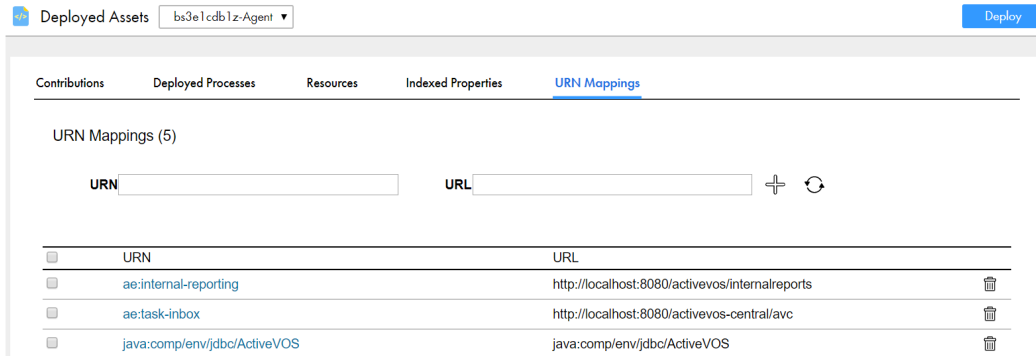 Deployed Assets bs3e1cdb1z-Agent Deploy
Contributions Deployed Processes Resources Indexed Properties URN Mappings
URN Mappings (5)
URN URL
URN URL
ae:internal-reporting http://localhost:8080/activevos/internalreports
ae:task-inbox http://localhost:8080/activevos-central/avc
java:comp/env/jdbc/ActiveVOS java:comp/env/jdbc/ActiveVOS